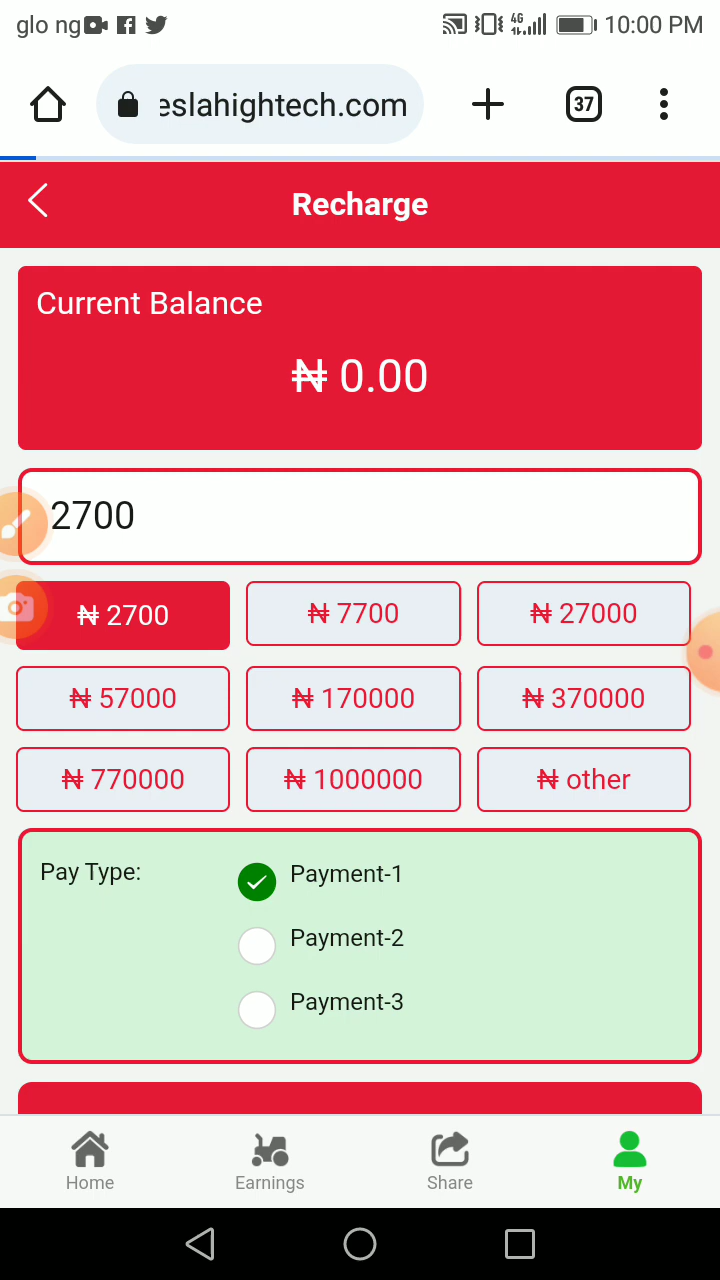 glo ng 4G 10:00 PM
eslahightech.com 37
Recharge
Current Balance
₦ 0.00
2700
₦ 2700 ₦ 7700 ₦ 27000
₦ 57000 ₦ 170000 ₦ 370000
₦ 770000 ₦ 1000000 ₦ other
Pay Type: Payment-1
Payment-2
Payment-3
Home Earnings Share My